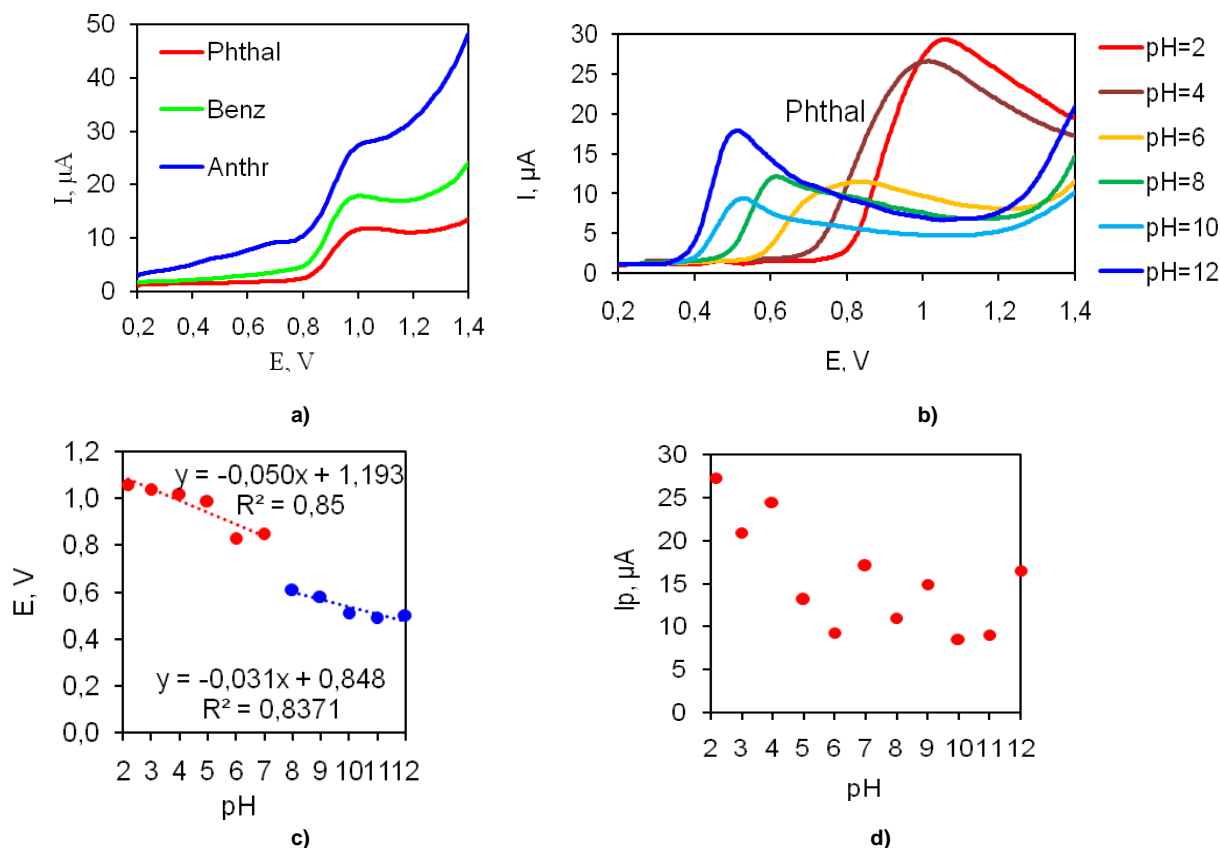 50
40
30
20
10
0
I, µA
Phthal
Benz
Anthr
0,2 0,4 0,6 0,8 1,0 1,2 1,4
E, V
a)
30
25
20
15
10
5
0
I, µA
Phthal
0,2 0,4 0,6 0,8 1 1,2 1,4
E, V
pH=2
pH=4
pH=6
pH=8
pH=10
pH=12
b)
1,2
1,0
0,8
0,6
0,4
0,2
0,0
E, V
y = -0,050x + 1,193
R² = 0,85
y = -0,031x + 0,848
R² = 0,8371
2 3 4 5 6 7 8 9 10 11 12
pH
c)
30
25
20
15
10
5
0
Ip, µA
2 3 4 5 6 7 8 9 10 11 12
pH
d)